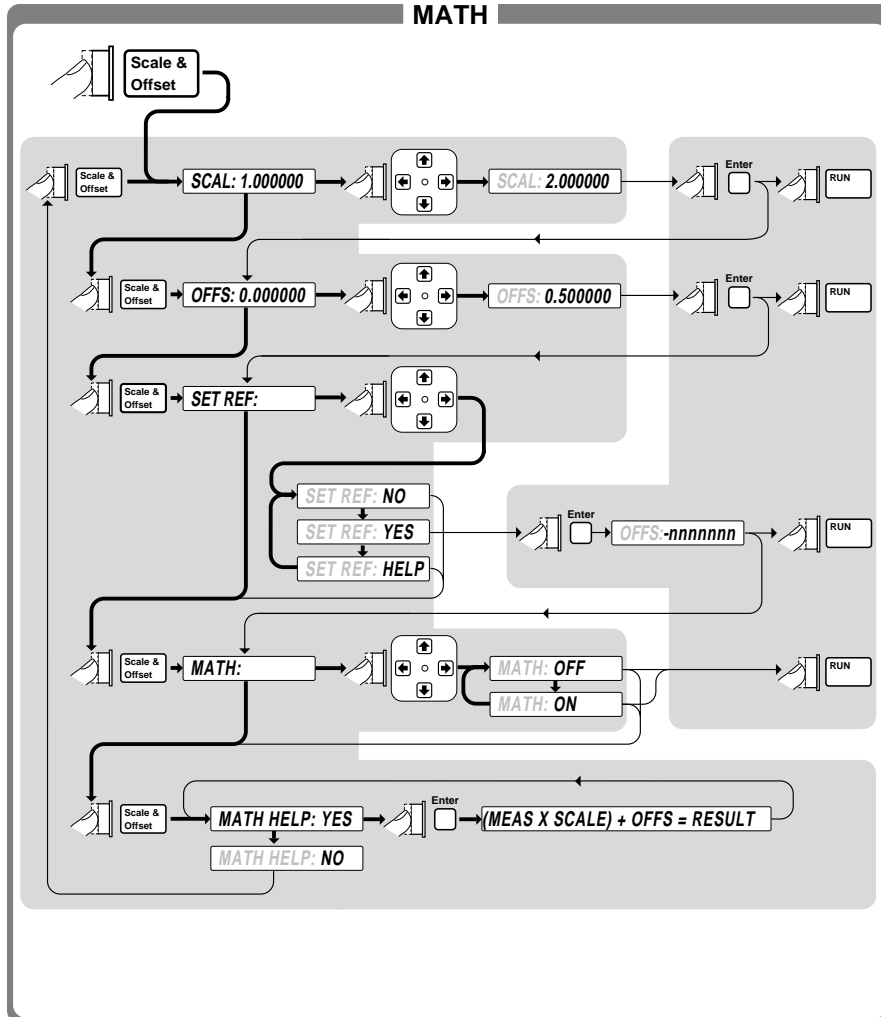 MATH
Scale &
Offset
Scale &
Offset
SCAL: 1.000000
SCAL: 2.000000
Enter
RUN
Scale &
Offset
OFFS: 0.000000
OFFS: 0.500000
Enter
RUN
Scale &
Offset
SET REF:
SET REF: NO
SET REF: YES
SET REF: HELP
Enter
OFFS:-nnnnnnn
RUN
Scale &
Offset
MATH:
MATH: OFF
MATH: ON
RUN
Scale &
Offset
MATH HELP: YES
Enter
(MEAS X SCALE) + OFFS = RESULT
MATH HELP: NO